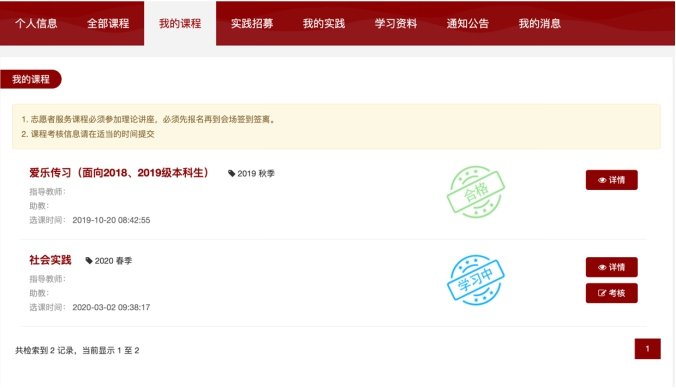 个人信息 全部课程 我的课程 实践招募 我的实践 学习资料 通知公告 我的消息
我的课程
1. 志愿者服务课程必须参加理论讲座，必须先报名再到会场签到签离。
2. 课程考核信息请在适当的时间提交
爱乐传习（面向2018、2019级本科生） 2019 秋季
指导教师：
助教：
选课时间： 2019-10-20 08:42:55
合格
详情
社会实践 2020 春季
指导教师：
助教：
选课时间： 2020-03-02 09:38:17
学习中
详情
考核
共检索到 2 记录，当前显示 1 至 2
1